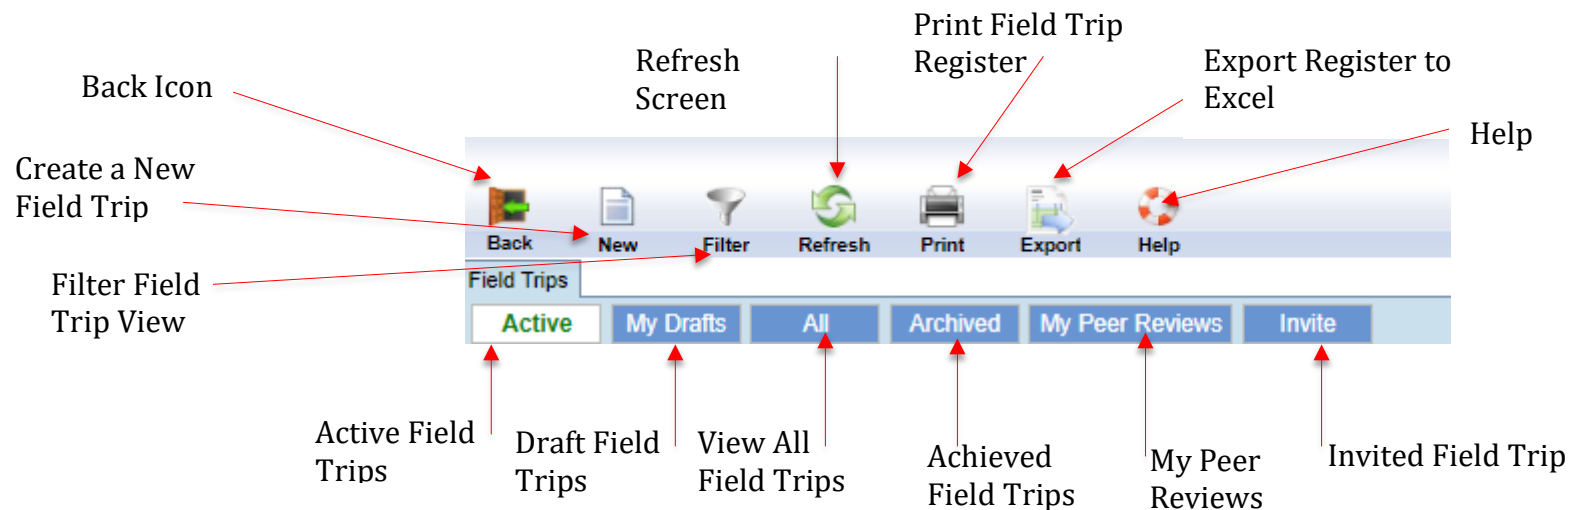 Print Field Trip
Register
Refresh
Screen
Export Register to
Excel
Back Icon
Help
Create a New
Field Trip
Filter Field
Trip View
Back
New
Filter
Refresh
Print
Export
Help
Field Trips
Active
My Drafts
All
Archived
My Peer Reviews
Invite
Active Field
Trips
Draft Field
Trips
View All
Field Trips
Achieved
Field Trips
My Peer
Reviews
Invited Field Trip